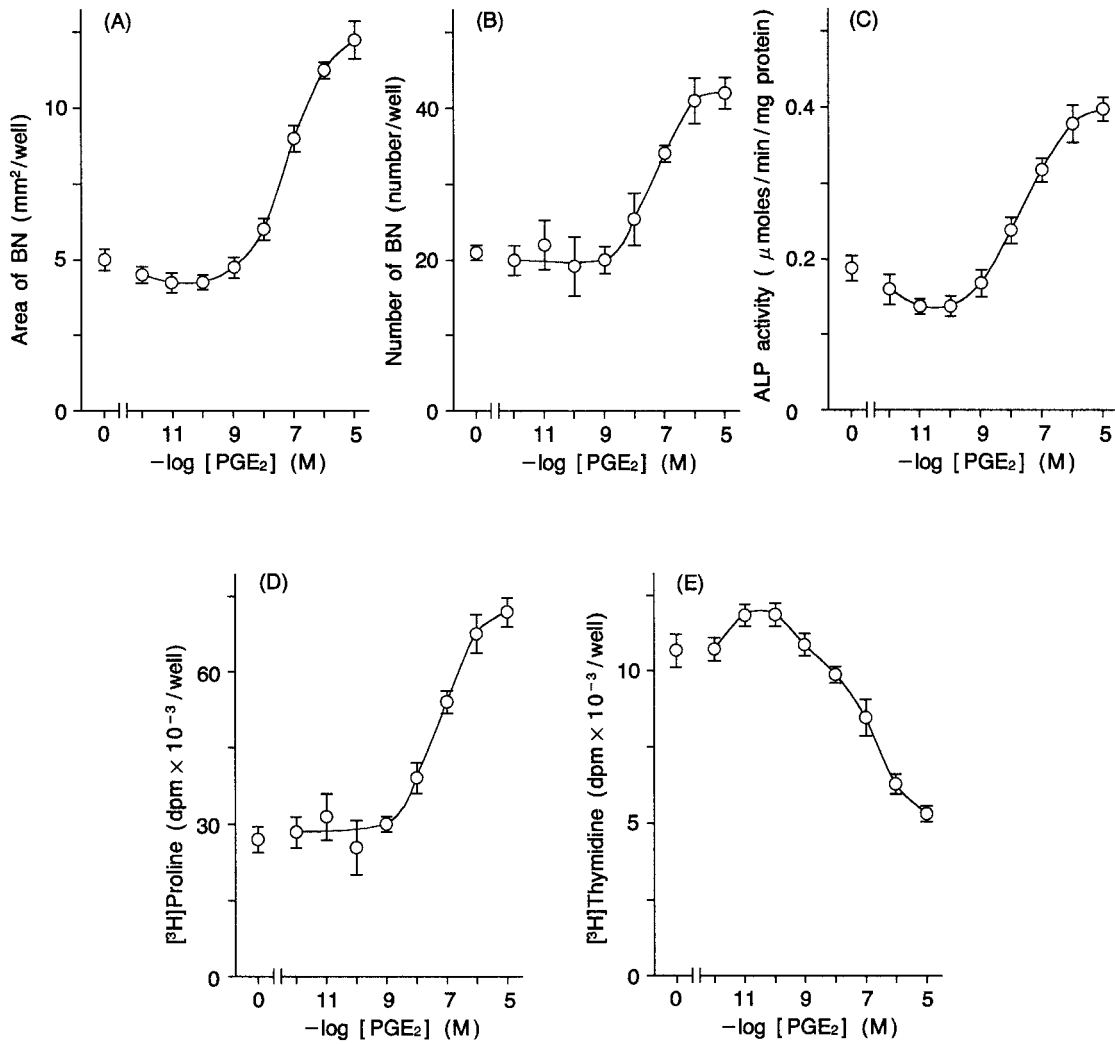 (A)
Area of BN (mm²/well)
10
5
0
0 11 9 7 5
−log [PGE₂] (M)
(B)
Number of BN (number/well)
40
20
0
0 11 9 7 5
−log [PGE₂] (M)
(C)
ALP activity ( μmoles/min/mg protein)
0.4
0.2
0
0 11 9 7 5
−log [PGE₂] (M)
(D)
[³H]Proline (dpm × 10⁻³/well)
60
30
0
0 11 9 7 5
−log [PGE₂] (M)
(E)
[³H]Thymidine (dpm × 10⁻³/well)
10
5
0
0 11 9 7 5
−log [PGE₂] (M)